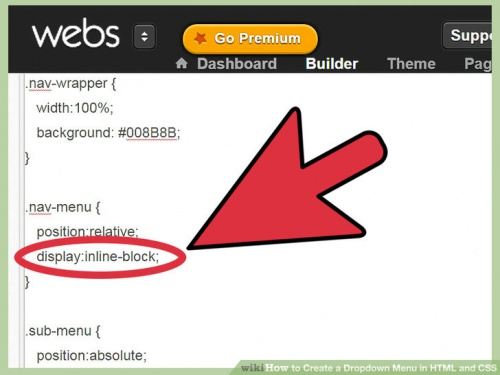 webs
Go Premium
Suppo
Dashboard Builder Theme Pag
.nav-wrapper {
width:100%;
background: #008B8B;
}
.nav-menu {
position:relative;
display:inline-block;
}
.sub-menu {
position:absolute;
wikiHow to Create a Dropdown Menu in HTML and CSS